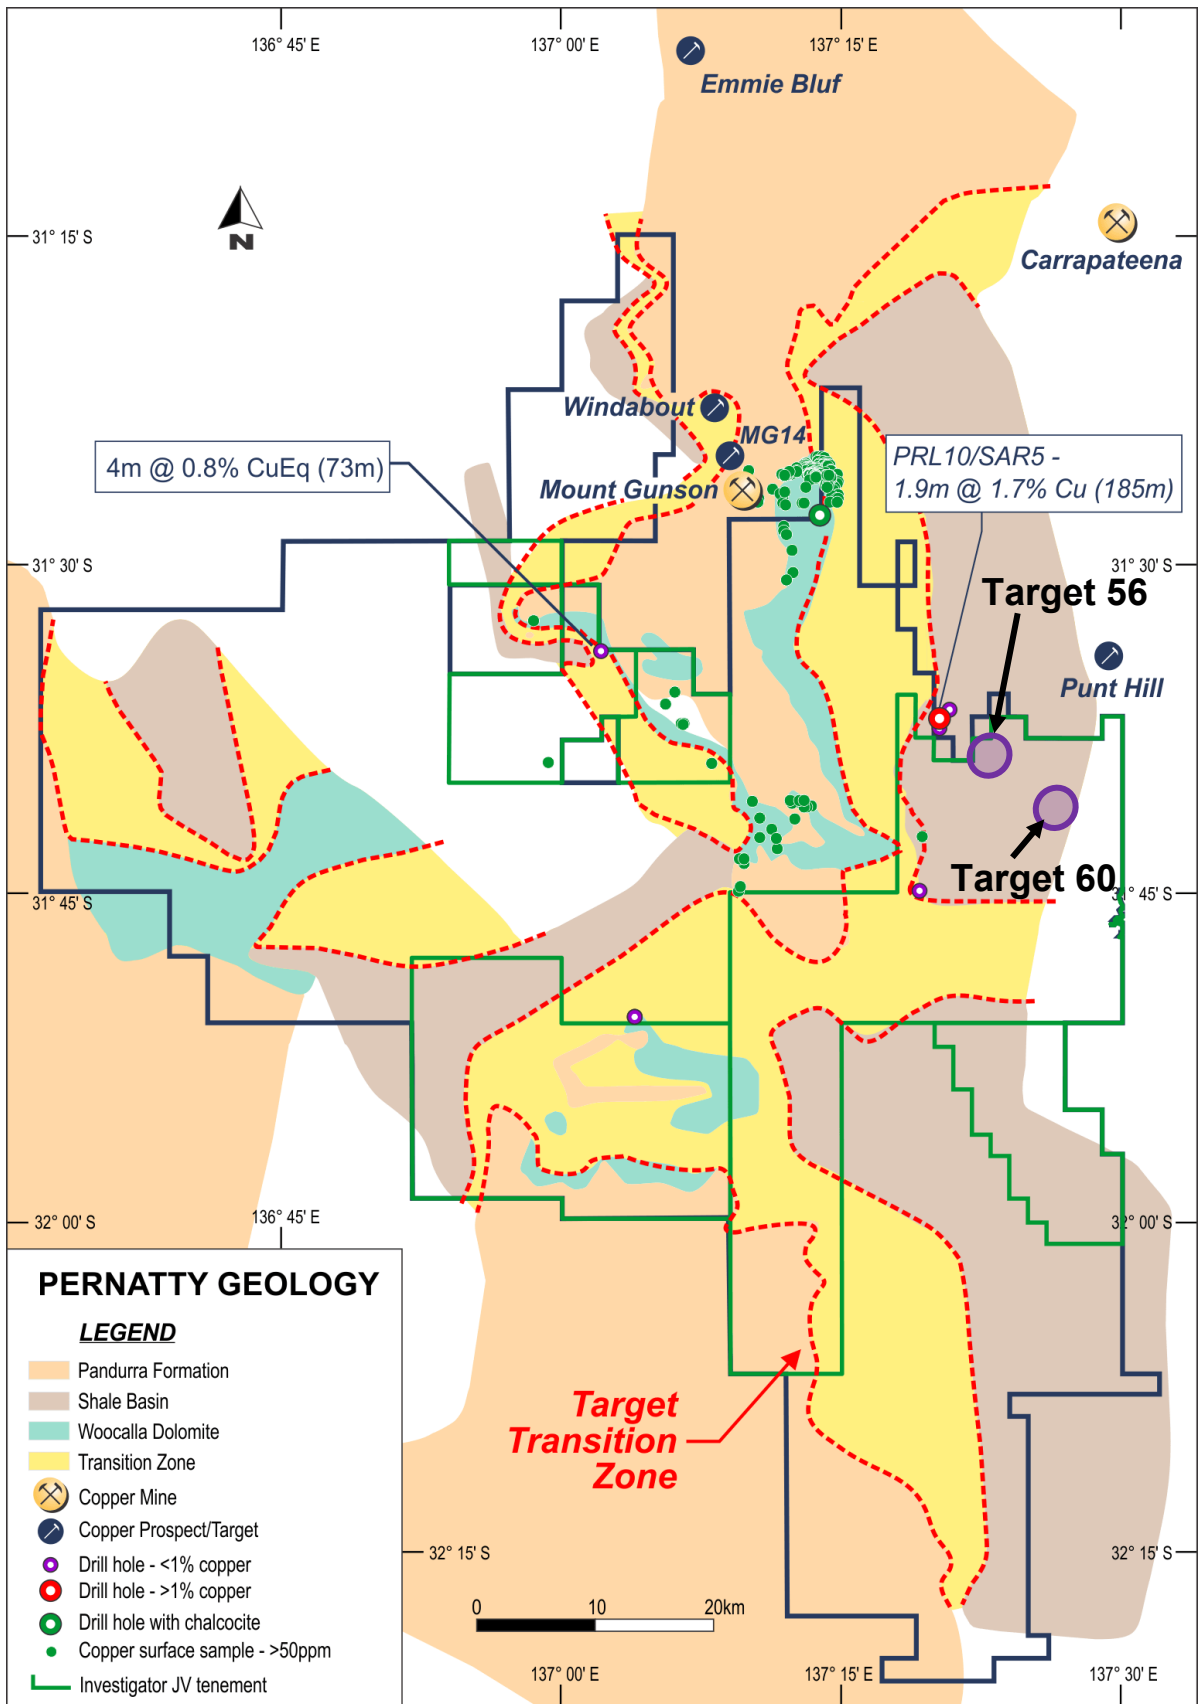 136° 45' E
137° 00' E
137° 15' E
Emmie Bluf
31° 15' S
N
Carrapateena
Windabout
MG14
4m @ 0.8% CuEq (73m)
Mount Gunson
PRL10/SAR5 -
1.9m @ 1.7% Cu (185m)
31° 30' S
31° 30' S
Target 56
Punt Hill
Target 60
31° 45' S
° 45' S
32° 00' S
136° 45' E
32° 00' S
PERNATTY GEOLOGY
LEGEND
Pandurra Formation
Shale Basin
Woocalla Dolomite
Transition Zone
Copper Mine
Copper Prospect/Target
Drill hole - <1% copper
Drill hole - >1% copper
Drill hole with chalcocite
Copper surface sample - >50ppm
Investigator JV tenement
Target
Transition
Zone
32° 15' S
32° 15' S
0 10 20km
137° 00' E
137° 15' E
137° 30' E